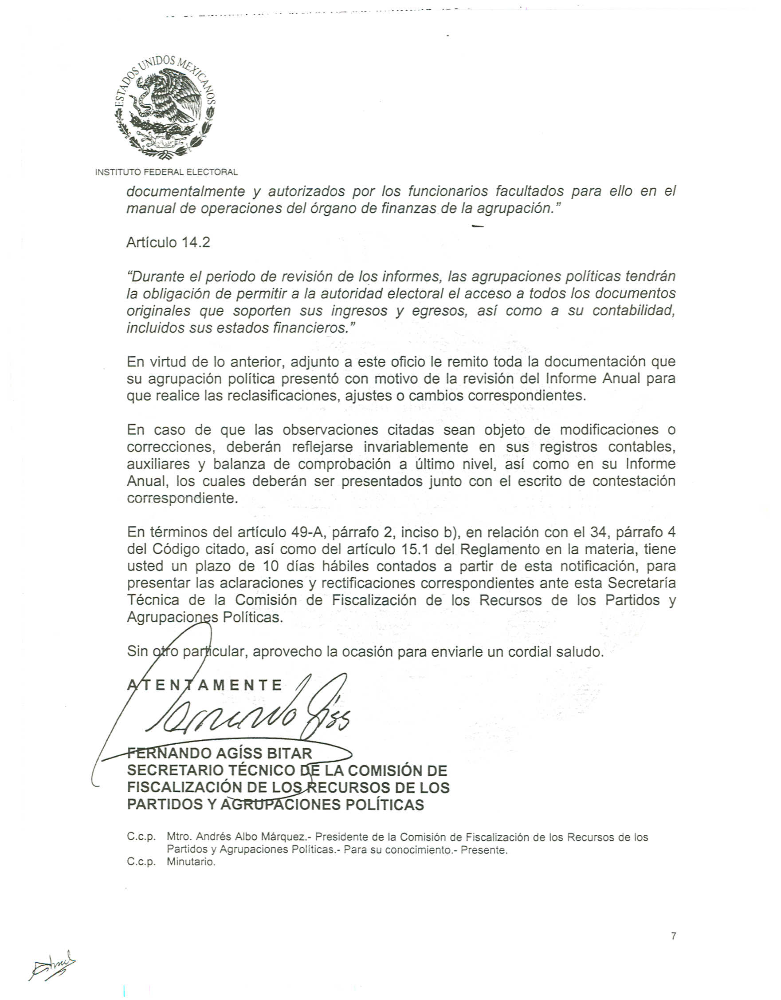 ESTADOS UNIDOS MEXICANOS
INSTITUTO FEDERAL ELECTORAL
documentalmente y autorizados por los funcionarios facultados para ello en el
manual de operaciones del órgano de finanzas de la agrupación.”
Artículo 14.2
“Durante el periodo de revisión de los informes, las agrupaciones políticas tendrán
la obligación de permitir a la autoridad electoral el acceso a todos los documentos
originales que soporten sus ingresos y egresos, así como a su contabilidad,
incluidos sus estados financieros.”
En virtud de lo anterior, adjunto a este oficio le remito toda la documentación que
su agrupación política presentó con motivo de la revisión del Informe Anual para
que realice las reclasificaciones, ajustes o cambios correspondientes.
En caso de que las observaciones citadas sean objeto de modificaciones o
correcciones, deberán reflejarse invariablemente en sus registros contables,
auxiliares y balanza de comprobación a último nivel, así como en su Informe
Anual, los cuales deberán ser presentados junto con el escrito de contestación
correspondiente.
En términos del artículo 49-A, párrafo 2, inciso b), en relación con el 34, párrafo 4
del Código citado, así como del artículo 15.1 del Reglamento en la materia, tiene
usted un plazo de 10 días hábiles contados a partir de esta notificación, para
presentar las aclaraciones y rectificaciones correspondientes ante esta Secretaría
Técnica de la Comisión de Fiscalización de los Recursos de los Partidos y
Agrupaciones Políticas.
Sin otro particular, aprovecho la ocasión para enviarle un cordial saludo.
A T E N T A M E N T E
Fernando Agíss
FERNANDO AGÍSS BITAR
SECRETARIO TÉCNICO DE LA COMISIÓN DE
FISCALIZACIÓN DE LOS RECURSOS DE LOS
PARTIDOS Y AGRUPACIONES POLÍTICAS
C.c.p. Mtro. Andrés Albo Márquez.- Presidente de la Comisión de Fiscalización de los Recursos de los
Partidos y Agrupaciones Políticas.- Para su conocimiento.- Presente.
C.c.p. Minutario.
7